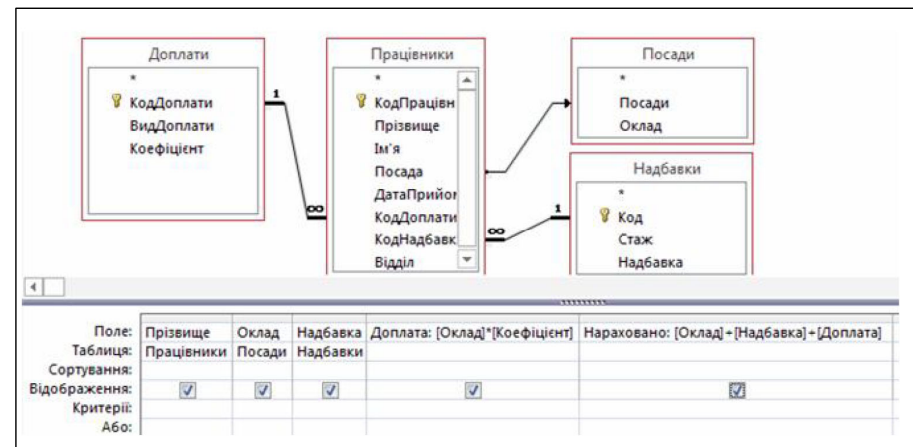 Доплати
*
КодДоплати
ВидДоплати
Коефіцієнт
1
∞
Працівники
*
КодПрацівн
Прізвище
Ім'я
Посада
ДатаПрийом
КодДоплати
КодНадбавк
Відділ
∞
1
Посади
*
Посади
Оклад
Надбавки
*
Код
Стаж
Надбавка
Поле: Прізвище Оклад Надбавка Доплата: [Оклад]*[Коефіцієнт] Нараховано: [Оклад]+[Надбавка]+[Доплата]
Таблиця: Працівники Посади Надбавки
Сортування:
Відображення:
Критерії:
Або: